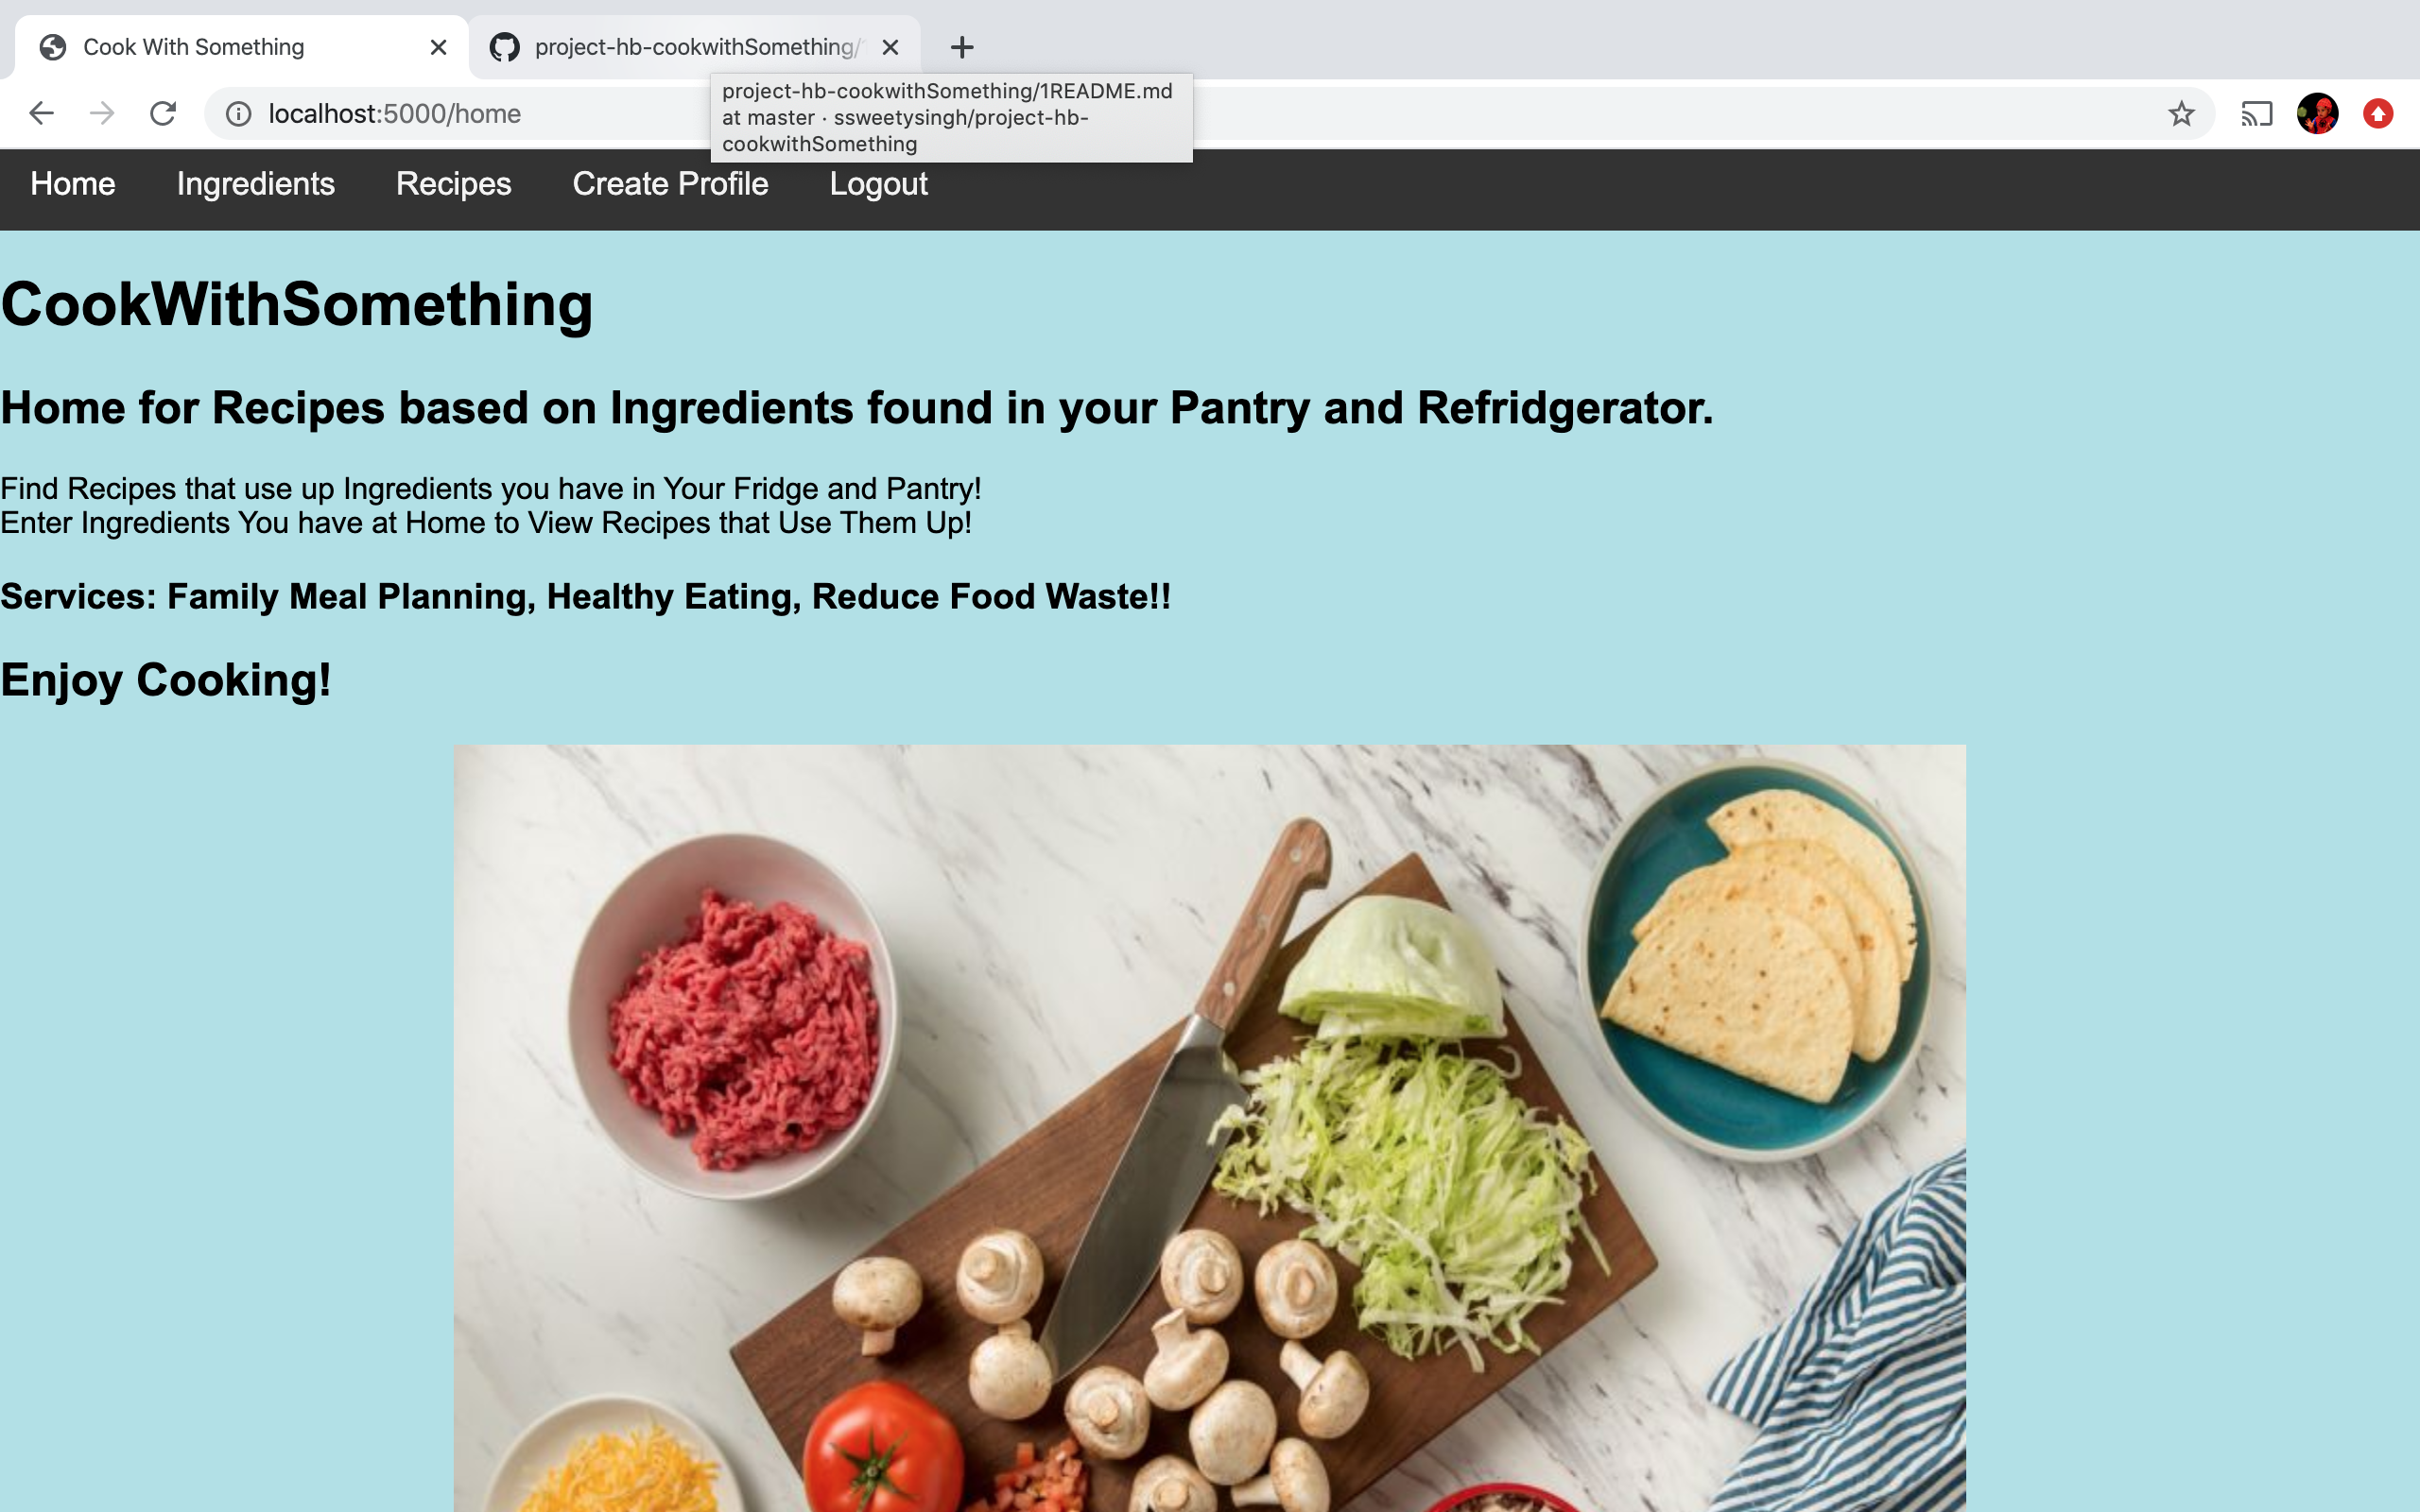 Cook With Something
project-hb-cookwithSomething/
localhost:5000/home
project-hb-cookwithSomething/1README.md
at master · ssweetysingh/project-hb-
cookwithSomething
Home Ingredients Recipes Create Profile Logout
CookWithSomething
Home for Recipes based on Ingredients found in your Pantry and Refridgerator.
Find Recipes that use up Ingredients you have in Your Fridge and Pantry!
Enter Ingredients You have at Home to View Recipes that Use Them Up!
Services: Family Meal Planning, Healthy Eating, Reduce Food Waste!!
Enjoy Cooking!